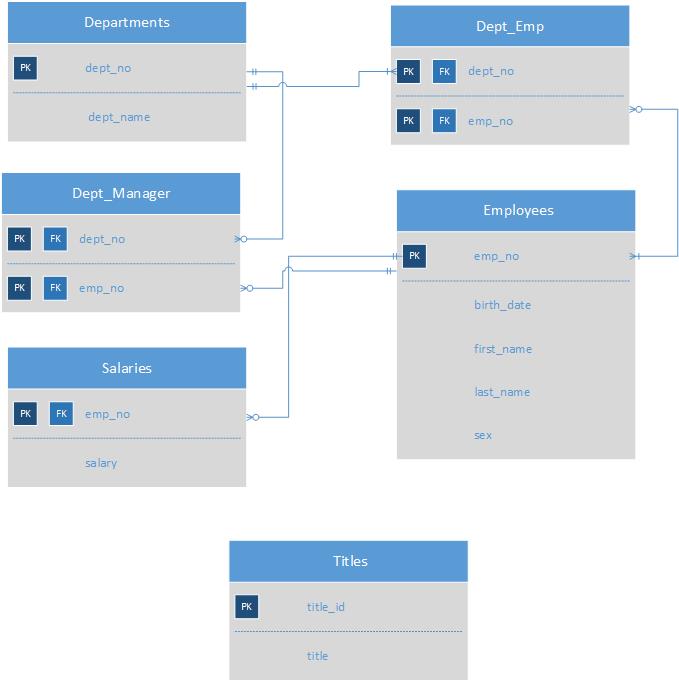 Departments
PK dept_no
dept_name
Dept_Emp
PK FK dept_no
PK FK emp_no
Dept_Manager
PK FK dept_no
PK FK emp_no
Employees
PK emp_no
birth_date
first_name
last_name
sex
Salaries
PK FK emp_no
salary
Titles
PK title_id
title